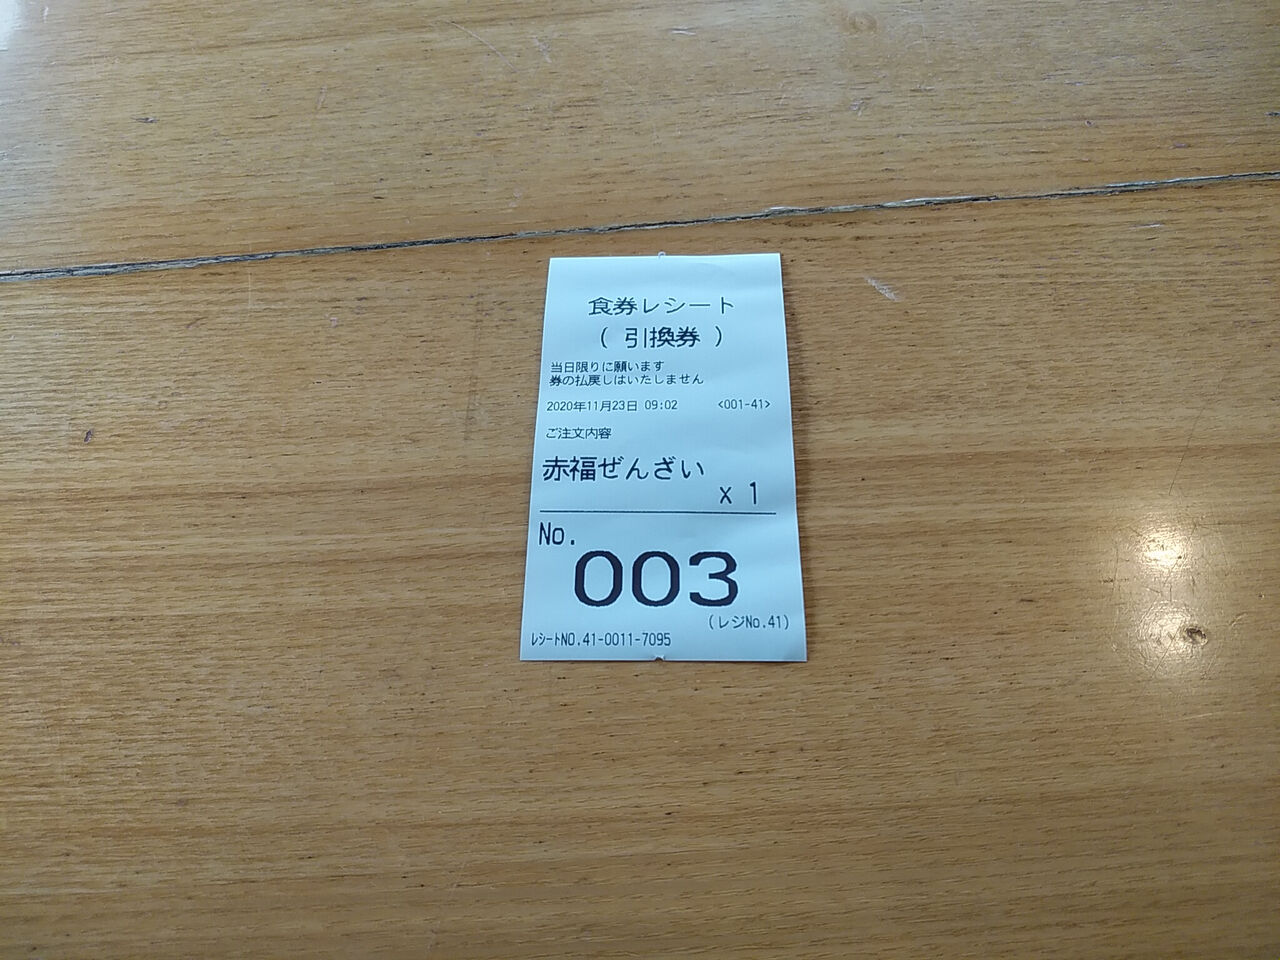 食券レシート
( 引換券 )
当日限りに願います
券の払戻しはいたしません
2020年11月23日 09:02 <001-41>
ご注文内容
赤福ぜんざい
x 1
No.
003
(レジNo.41)
ﾚｼｰﾄNO.41-0011-7095